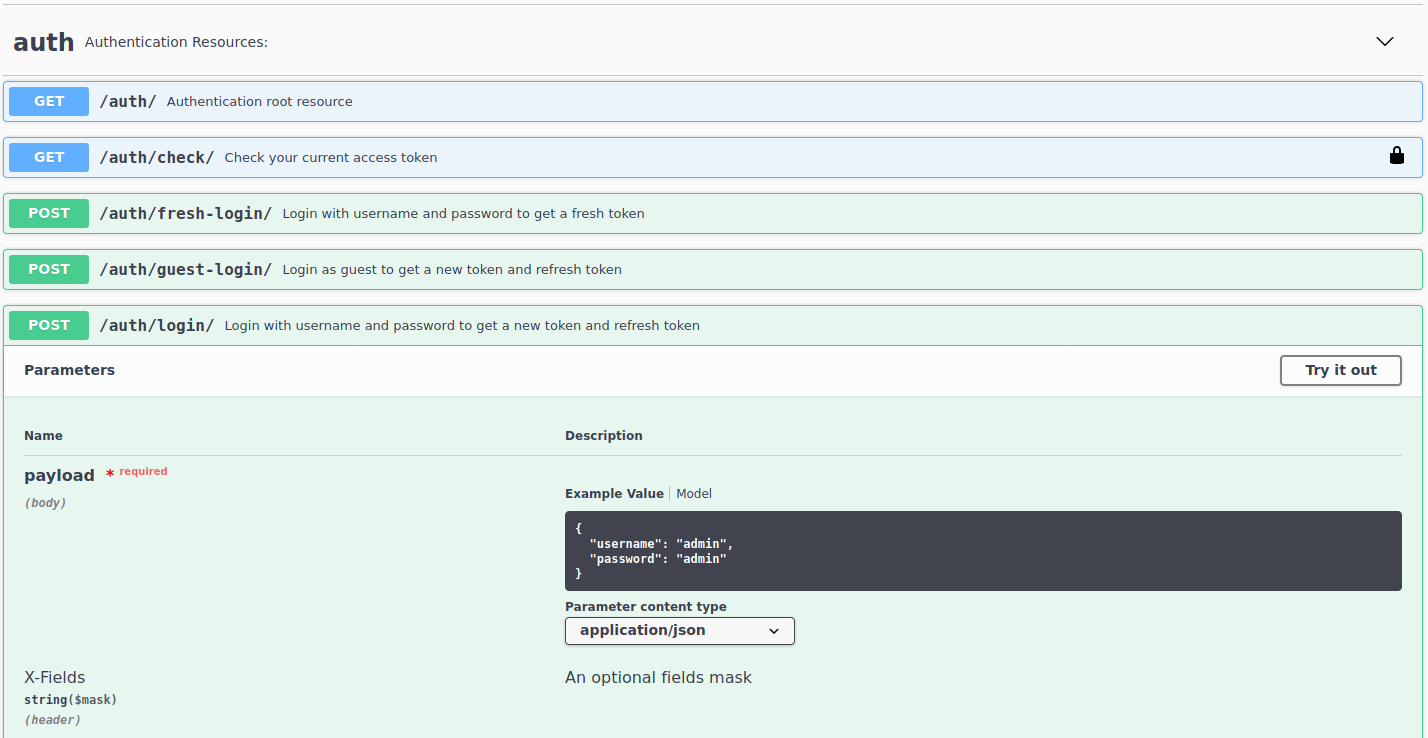 auth Authentication Resources:
GET /auth/ Authentication root resource
GET /auth/check/ Check your current access token
POST /auth/fresh-login/ Login with username and password to get a fresh token
POST /auth/guest-login/ Login as guest to get a new token and refresh token
POST /auth/login/ Login with username and password to get a new token and refresh token
Parameters Try it out
Name Description
payload * required
(body)
Example Value Model
{
  "username": "admin",
  "password": "admin"
}
Parameter content type
application/json
X-Fields An optional fields mask
string($mask)
(header)